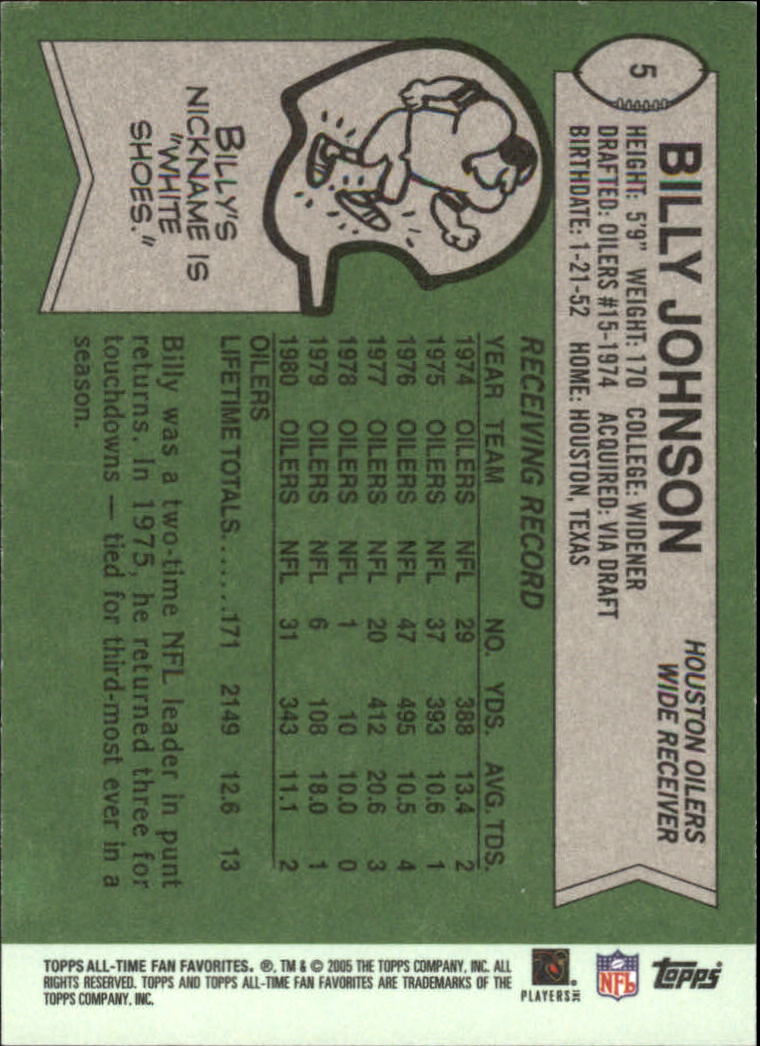 5
BILLY JOHNSON
HOUSTON OILERS
WIDE RECEIVER
HEIGHT: 5'9" WEIGHT: 170 COLLEGE: WIDENER
DRAFTED: OILERS #15-1974 ACQUIRED: VIA DRAFT
BIRTHDATE: 1-21-52 HOME: HOUSTON, TEXAS
BILLY'S
NICKNAME IS
"WHITE
SHOES."
RECEIVING RECORD
YEAR TEAM NO. YDS. AVG. TDS.
1974 OILERS NFL 29 388 13.4 2
1975 OILERS NFL 37 393 10.6 1
1976 OILERS NFL 47 495 10.5 4
1977 OILERS NFL 20 412 20.6 3
1978 OILERS NFL 1 10 10.0 0
1979 OILERS NFL 6 108 18.0 1
1980 OILERS NFL 31 343 11.1 2
OILERS
LIFETIME TOTALS......171 2149 12.6 13
Billy was a two-time NFL leader in punt
returns. In 1975, he returned three for
touchdowns — tied for third-most ever in a
season.
TOPPS ALL-TIME FAN FAVORITES. ®, TM & © 2005 THE TOPPS COMPANY, INC. ALL
RIGHTS RESERVED. TOPPS AND TOPPS ALL-TIME FAN FAVORITES ARE TRADEMARKS OF THE
TOPPS COMPANY, INC.
PLAYERS INC
NFL
Topps